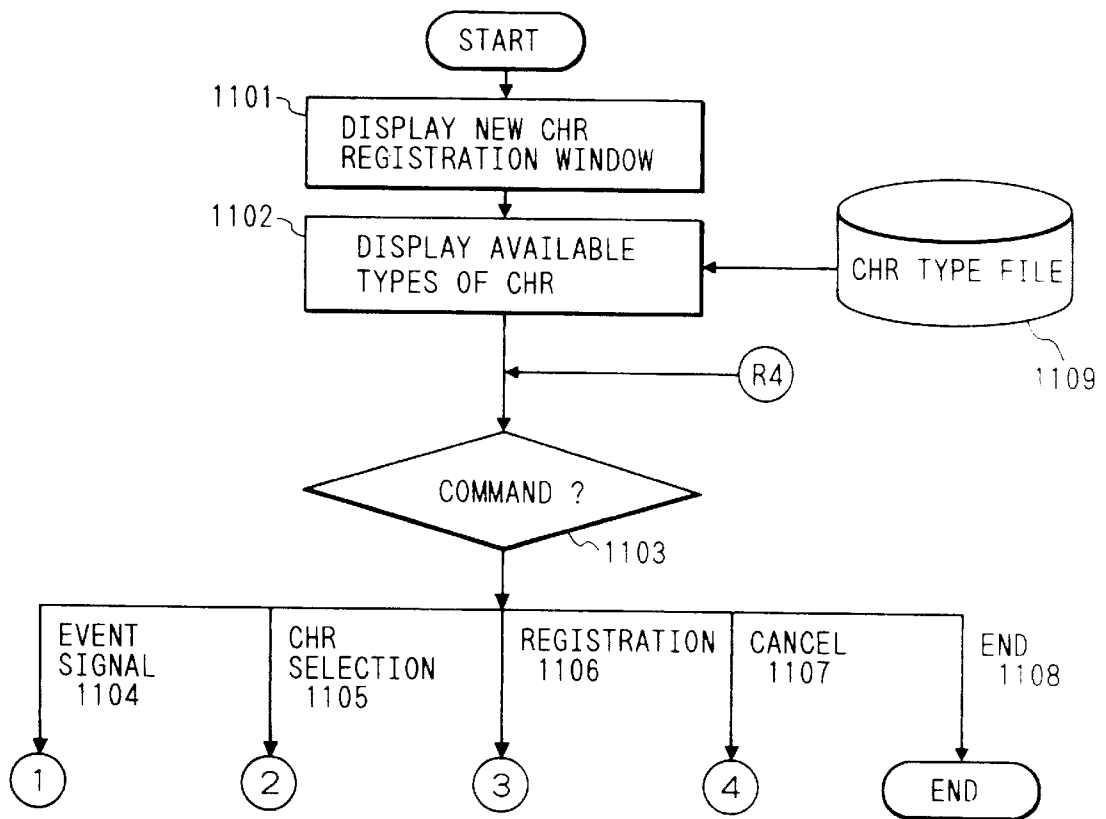 START
1101
DISPLAY NEW CHR
REGISTRATION WINDOW
1102
DISPLAY AVAILABLE
TYPES OF CHR
CHR TYPE FILE
1109
R4
COMMAND ?
1103
EVENT
SIGNAL
1104
CHR
SELECTION
1105
REGISTRATION
1106
CANCEL
1107
END
1108
1
2
3
4
END